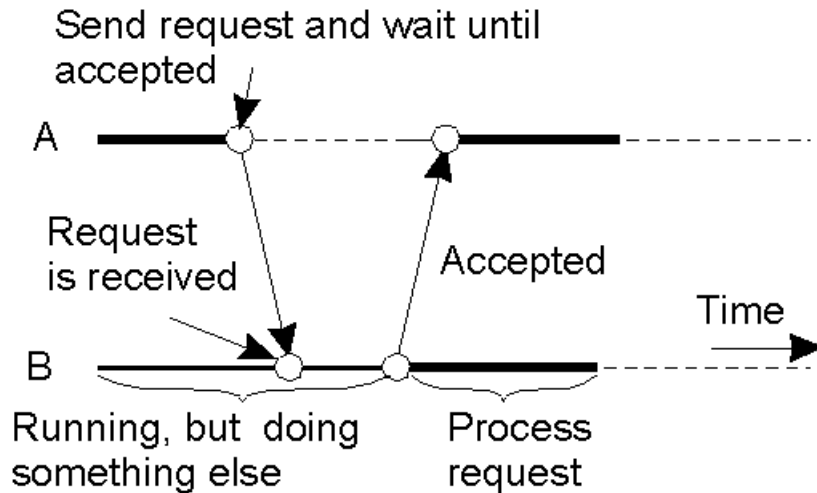 Send request and wait until
accepted
A
Request
is received
Accepted
Time
B
Running, but doing
something else
Process
request